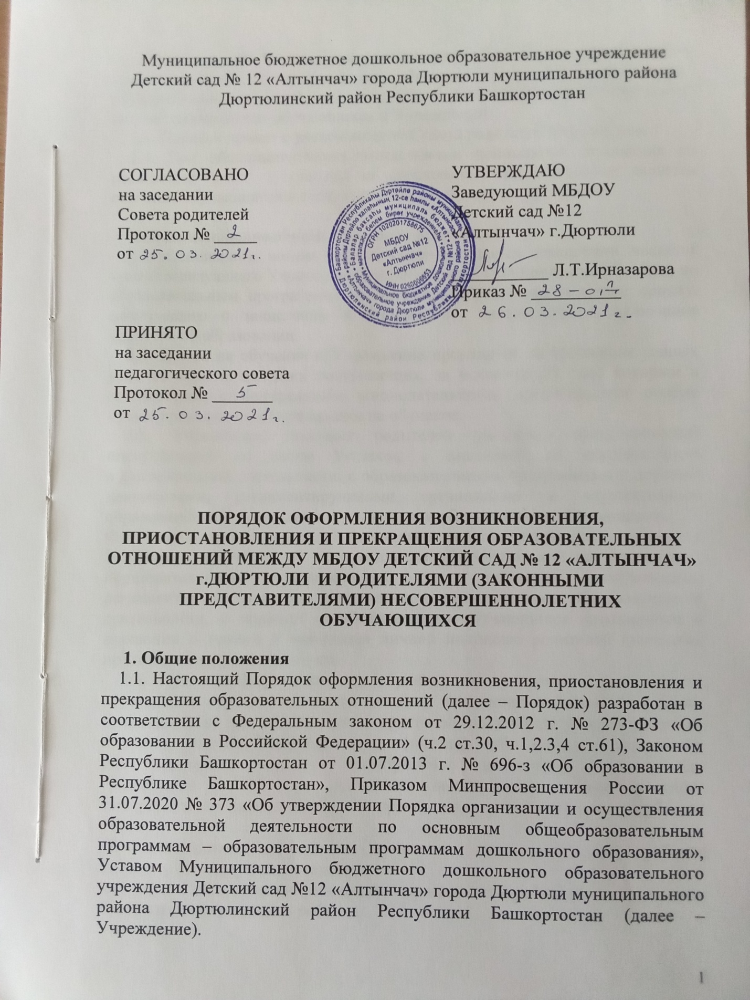 Муниципальное бюджетное дошкольное образовательное учреждение
Детский сад № 12 «Алтынчач» города Дюртюли муниципального района
Дюртюлинский район Республики Башкортостан
СОГЛАСОВАНО
на заседании
Совета родителей
Протокол № 2
от 25.03.2021г.
УТВЕРЖДАЮ
Заведующий МБДОУ
Детский сад №12
«Алтынчач» г.Дюртюли
Л.Т.Ирназарова
Приказ № 28 – о/д
от 26.03.2021г.
ОГРН 1020201758675
МБДОУ
Детский сад №12
«Алтынчач»
г. Дюртюли
ИНН 0260006553
ПРИНЯТО
на заседании
педагогического совета
Протокол № 5
от 25.03.2021г.
ПОРЯДОК ОФОРМЛЕНИЯ ВОЗНИКНОВЕНИЯ,
ПРИОСТАНОВЛЕНИЯ И ПРЕКРАЩЕНИЯ ОБРАЗОВАТЕЛЬНЫХ
ОТНОШЕНИЙ МЕЖДУ МБДОУ ДЕТСКИЙ САД № 12 «АЛТЫНЧАЧ»
г.ДЮРТЮЛИ И РОДИТЕЛЯМИ (ЗАКОННЫМИ
ПРЕДСТАВИТЕЛЯМИ) НЕСОВЕРШЕННОЛЕТНИХ
ОБУЧАЮЩИХСЯ
1. Общие положения
1.1. Настоящий Порядок оформления возникновения, приостановления и
прекращения образовательных отношений (далее – Порядок) разработан в
соответствии с Федеральным законом от 29.12.2012 г. № 273-ФЗ «Об
образовании в Российской Федерации» (ч.2 ст.30, ч.1,2.3,4 ст.61), Законом
Республики Башкортостан от 01.07.2013 г. № 696-з «Об образовании в
Республике Башкортостан», Приказом Минпросвещения России от
31.07.2020 № 373 «Об утверждении Порядка организации и осуществления
образовательной деятельности по основным общеобразовательным
программам – образовательным программам дошкольного образования»,
Уставом Муниципального бюджетного дошкольного образовательного
учреждения Детский сад №12 «Алтынчач» города Дюртюли муниципального
района Дюртюлинский район Республики Башкортостан (далее –
Учреждение).
1